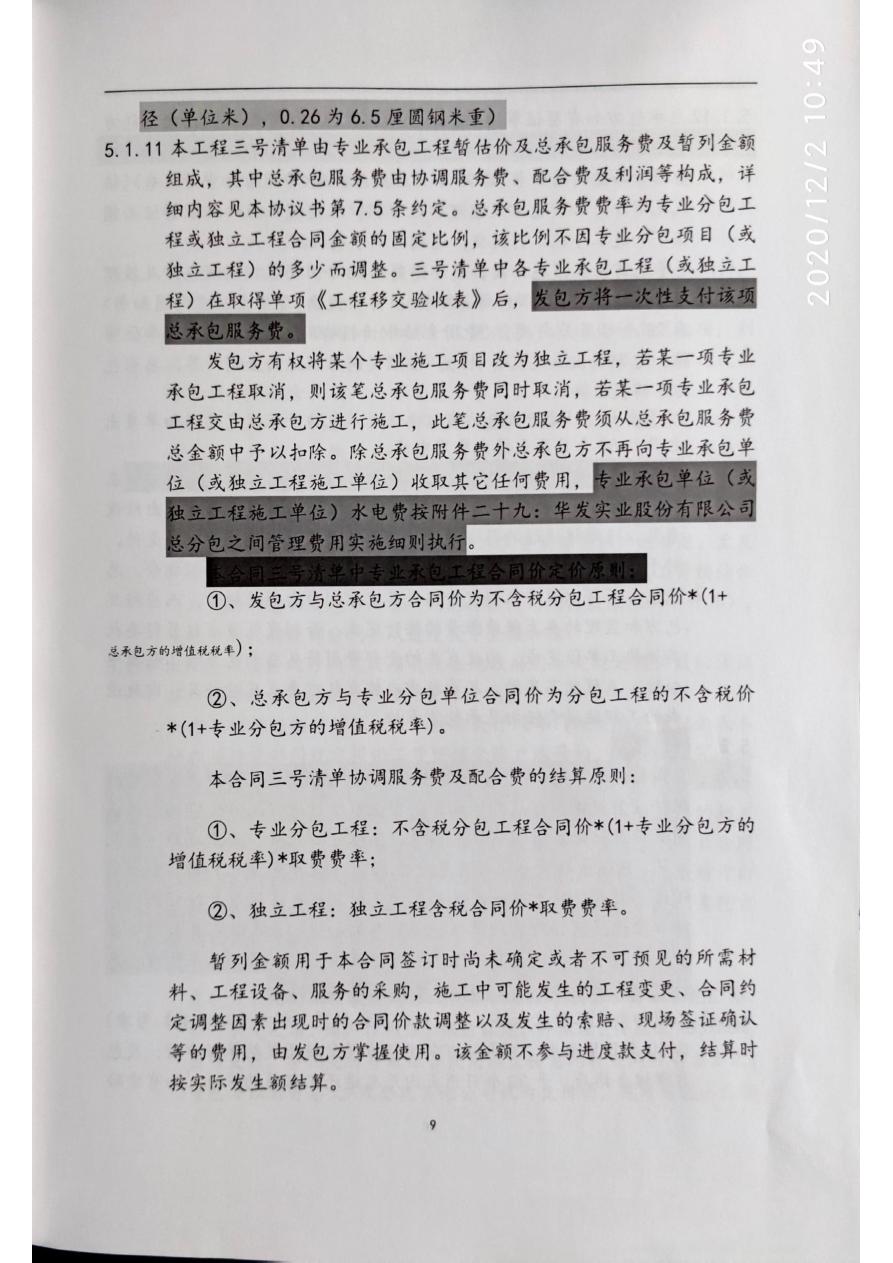 径（单位米），0.26 为 6.5 厘圆钢米重）
5.1.11 本工程三号清单由专业承包工程暂估价及总承包服务费及暂列金额
组成，其中总承包服务费由协调服务费、配合费及利润等构成，详
细内容见本协议书第 7.5 条约定。总承包服务费费率为专业分包工
程或独立工程合同金额的固定比例，该比例不因专业分包项目（或
独立工程）的多少而调整。三号清单中各专业承包工程（或独立工
程）在取得单项《工程移交验收表》后，发包方将一次性支付该项
总承包服务费。
发包方有权将某个专业施工项目改为独立工程，若某一项专业
承包工程取消，则该笔总承包服务费同时取消，若某一项专业承包
工程交由总承包方进行施工，此笔总承包服务费须从总承包服务费
总金额中予以扣除。除总承包服务费外总承包方不再向专业承包单
位（或独立工程施工单位）收取其它任何费用，专业承包单位（或
独立工程施工单位）水电费按附件二十九：华发实业股份有限公司
总分包之间管理费用实施细则执行。
本合同三号清单中专业承包工程合同价定价原则：
①、发包方与总承包方合同价为不含税分包工程合同价*(1+
总承包方的增值税税率)；
②、总承包方与专业分包单位合同价为分包工程的不含税价
*(1+专业分包方的增值税税率)。
本合同三号清单协调服务费及配合费的结算原则：
①、专业分包工程：不含税分包工程合同价*(1+专业分包方的
增值税税率)*取费费率；
②、独立工程：独立工程含税合同价*取费费率。
暂列金额用于本合同签订时尚未确定或者不可预见的所需材
料、工程设备、服务的采购，施工中可能发生的工程变更、合同约
定调整因素出现时的合同价款调整以及发生的索赔、现场签证确认
等的费用，由发包方掌握使用。该金额不参与进度款支付，结算时
按实际发生额结算。
9
2020/12/2 10:49